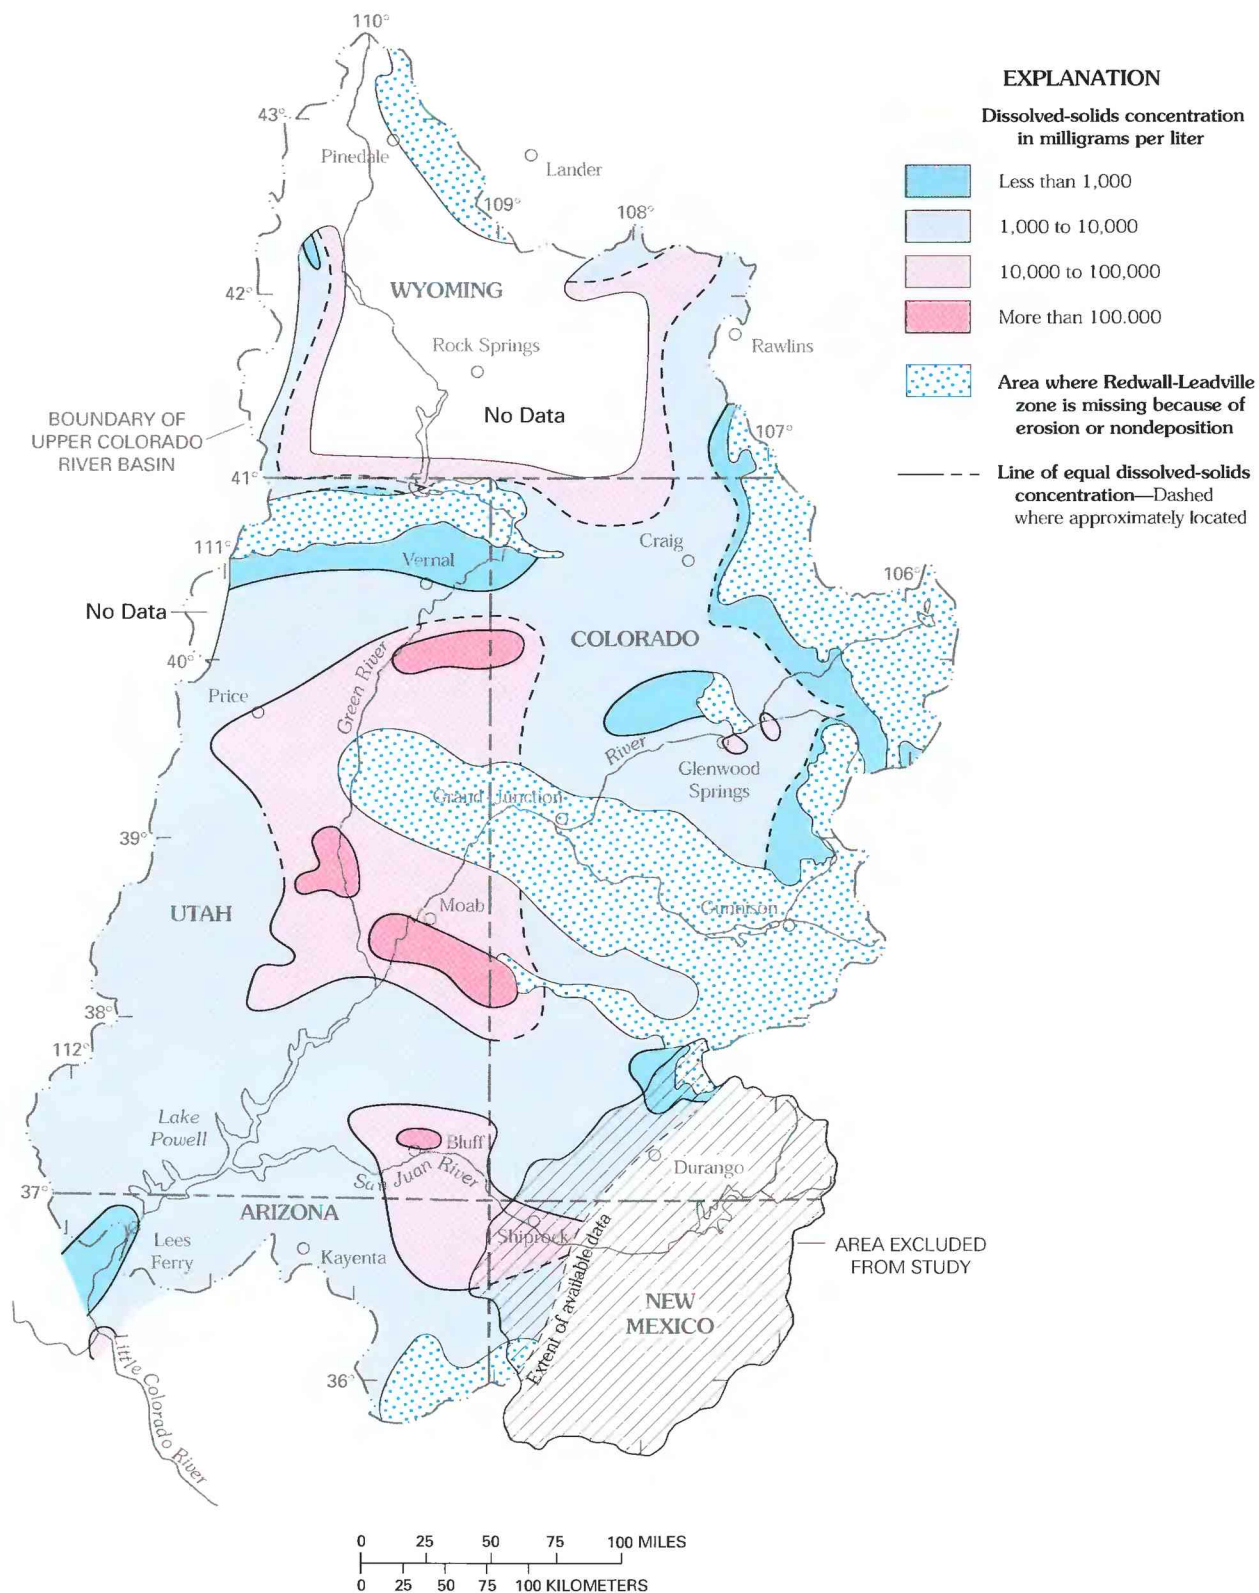 110°
EXPLANATION
Dissolved-solids concentration
in milligrams per liter
Less than 1,000
1,000 to 10,000
10,000 to 100,000
More than 100.000
Area where Redwall-Leadville
zone is missing because of
erosion or nondeposition
Line of equal dissolved-solids
concentration—Dashed
where approximately located
43°
Pinedale
Lander
109°
108°
42°
WYOMING
Rock Springs
Rawlins
No Data
BOUNDARY OF
UPPER COLORADO
RIVER BASIN
107°
41°
111°
Vernal
Craig
106°
No Data
COLORADO
40°
Price
Green River
River
Glenwood
Springs
Grand Junction
39°
UTAH
Moab
Gunnison
38°
112°
Lake
Powell
Bluff
San Juan River
Durango
37°
ARIZONA
Lees
Ferry
Kayenta
Shiprock
Extent of available data
AREA EXCLUDED
FROM STUDY
NEW
MEXICO
36°
Little Colorado River
0 25 50 75 100 MILES
0 25 50 75 100 KILOMETERS